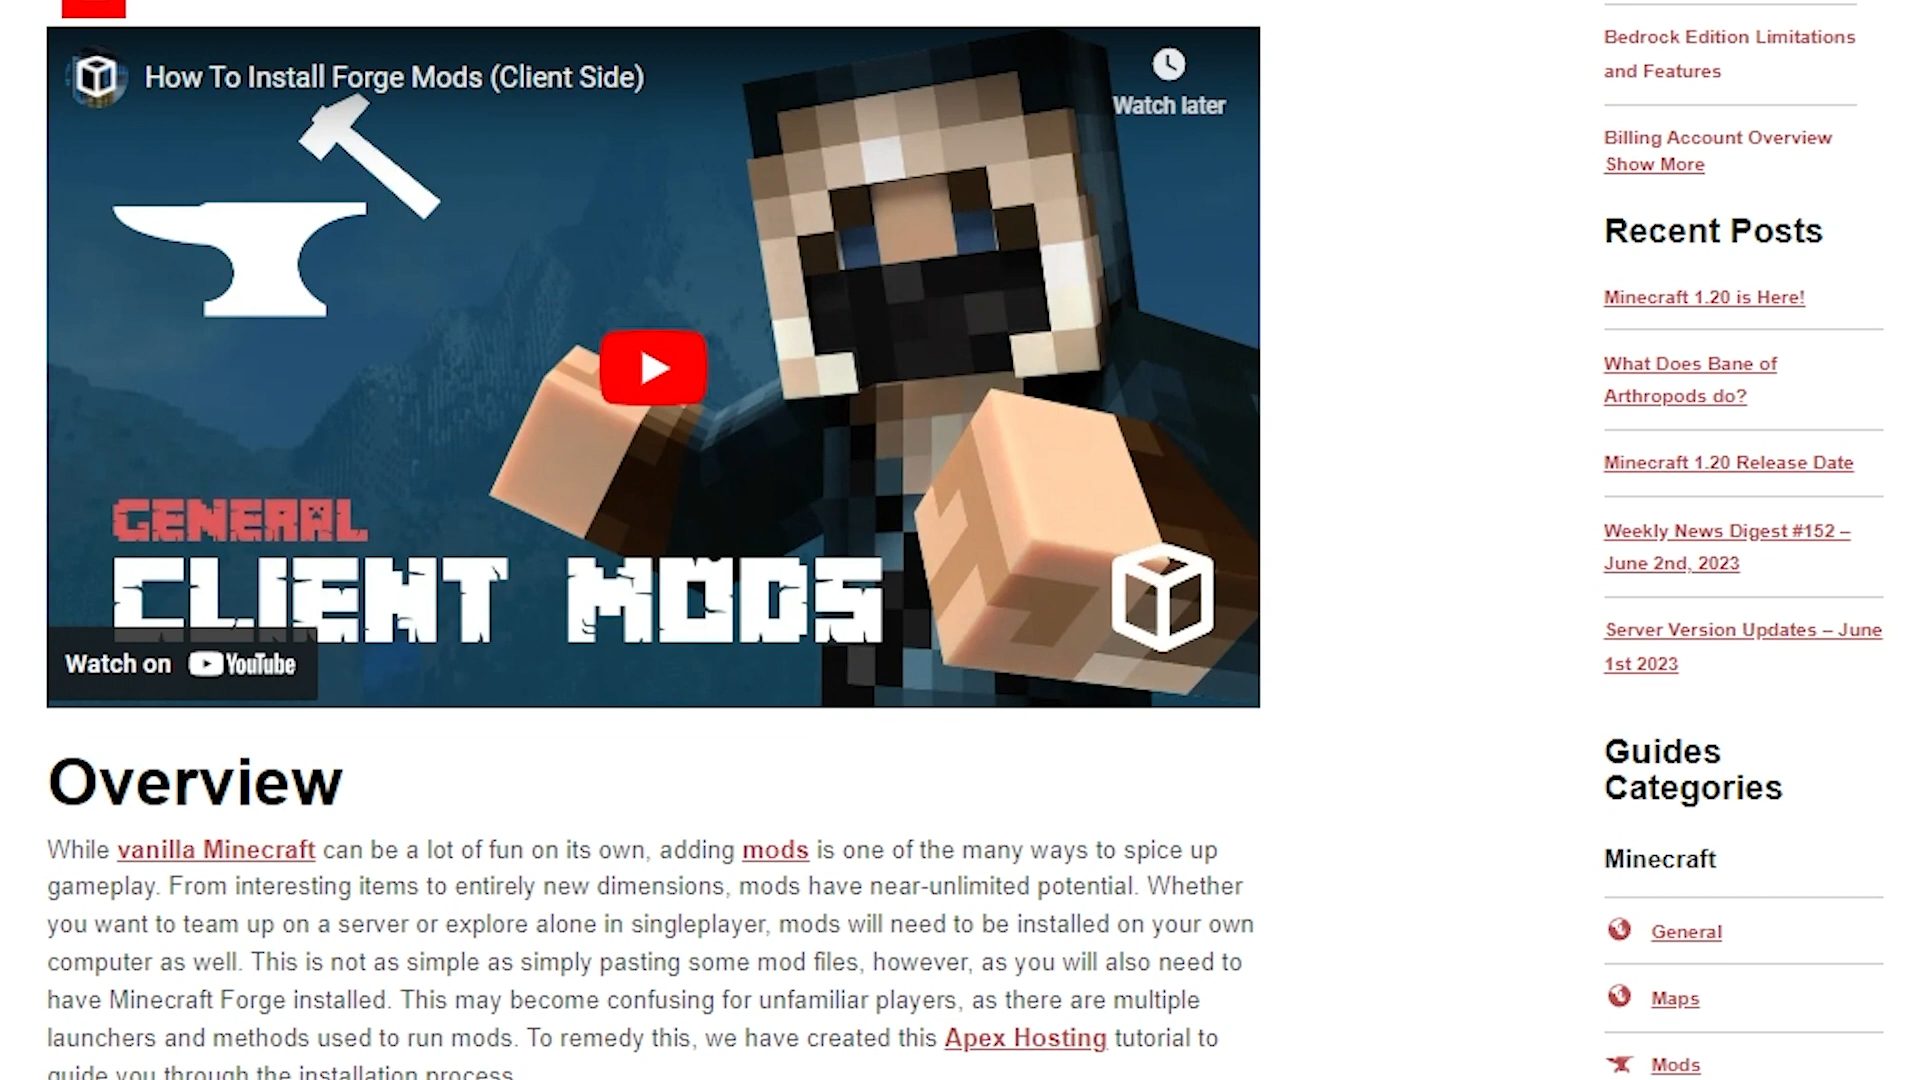 How To Install Forge Mods (Client Side)
Watch later
GENERAL
CLIENT MODS
Watch on YouTube
Overview
While vanilla Minecraft can be a lot of fun on its own, adding mods is one of the many ways to spice up
gameplay. From interesting items to entirely new dimensions, mods have near-unlimited potential. Whether
you want to team up on a server or explore alone in singleplayer, mods will need to be installed on your own
computer as well. This is not as simple as simply pasting some mod files, however, as you will also need to
have Minecraft Forge installed. This may become confusing for unfamiliar players, as there are multiple
launchers and methods used to run mods. To remedy this, we have created this Apex Hosting tutorial to
guide you through the installation process.
Bedrock Edition Limitations
and Features
Billing Account Overview
Show More
Recent Posts
Minecraft 1.20 is Here!
What Does Bane of
Arthropods do?
Minecraft 1.20 Release Date
Weekly News Digest #152 –
June 2nd, 2023
Server Version Updates – June
1st 2023
Guides
Categories
Minecraft
General
Maps
Mods